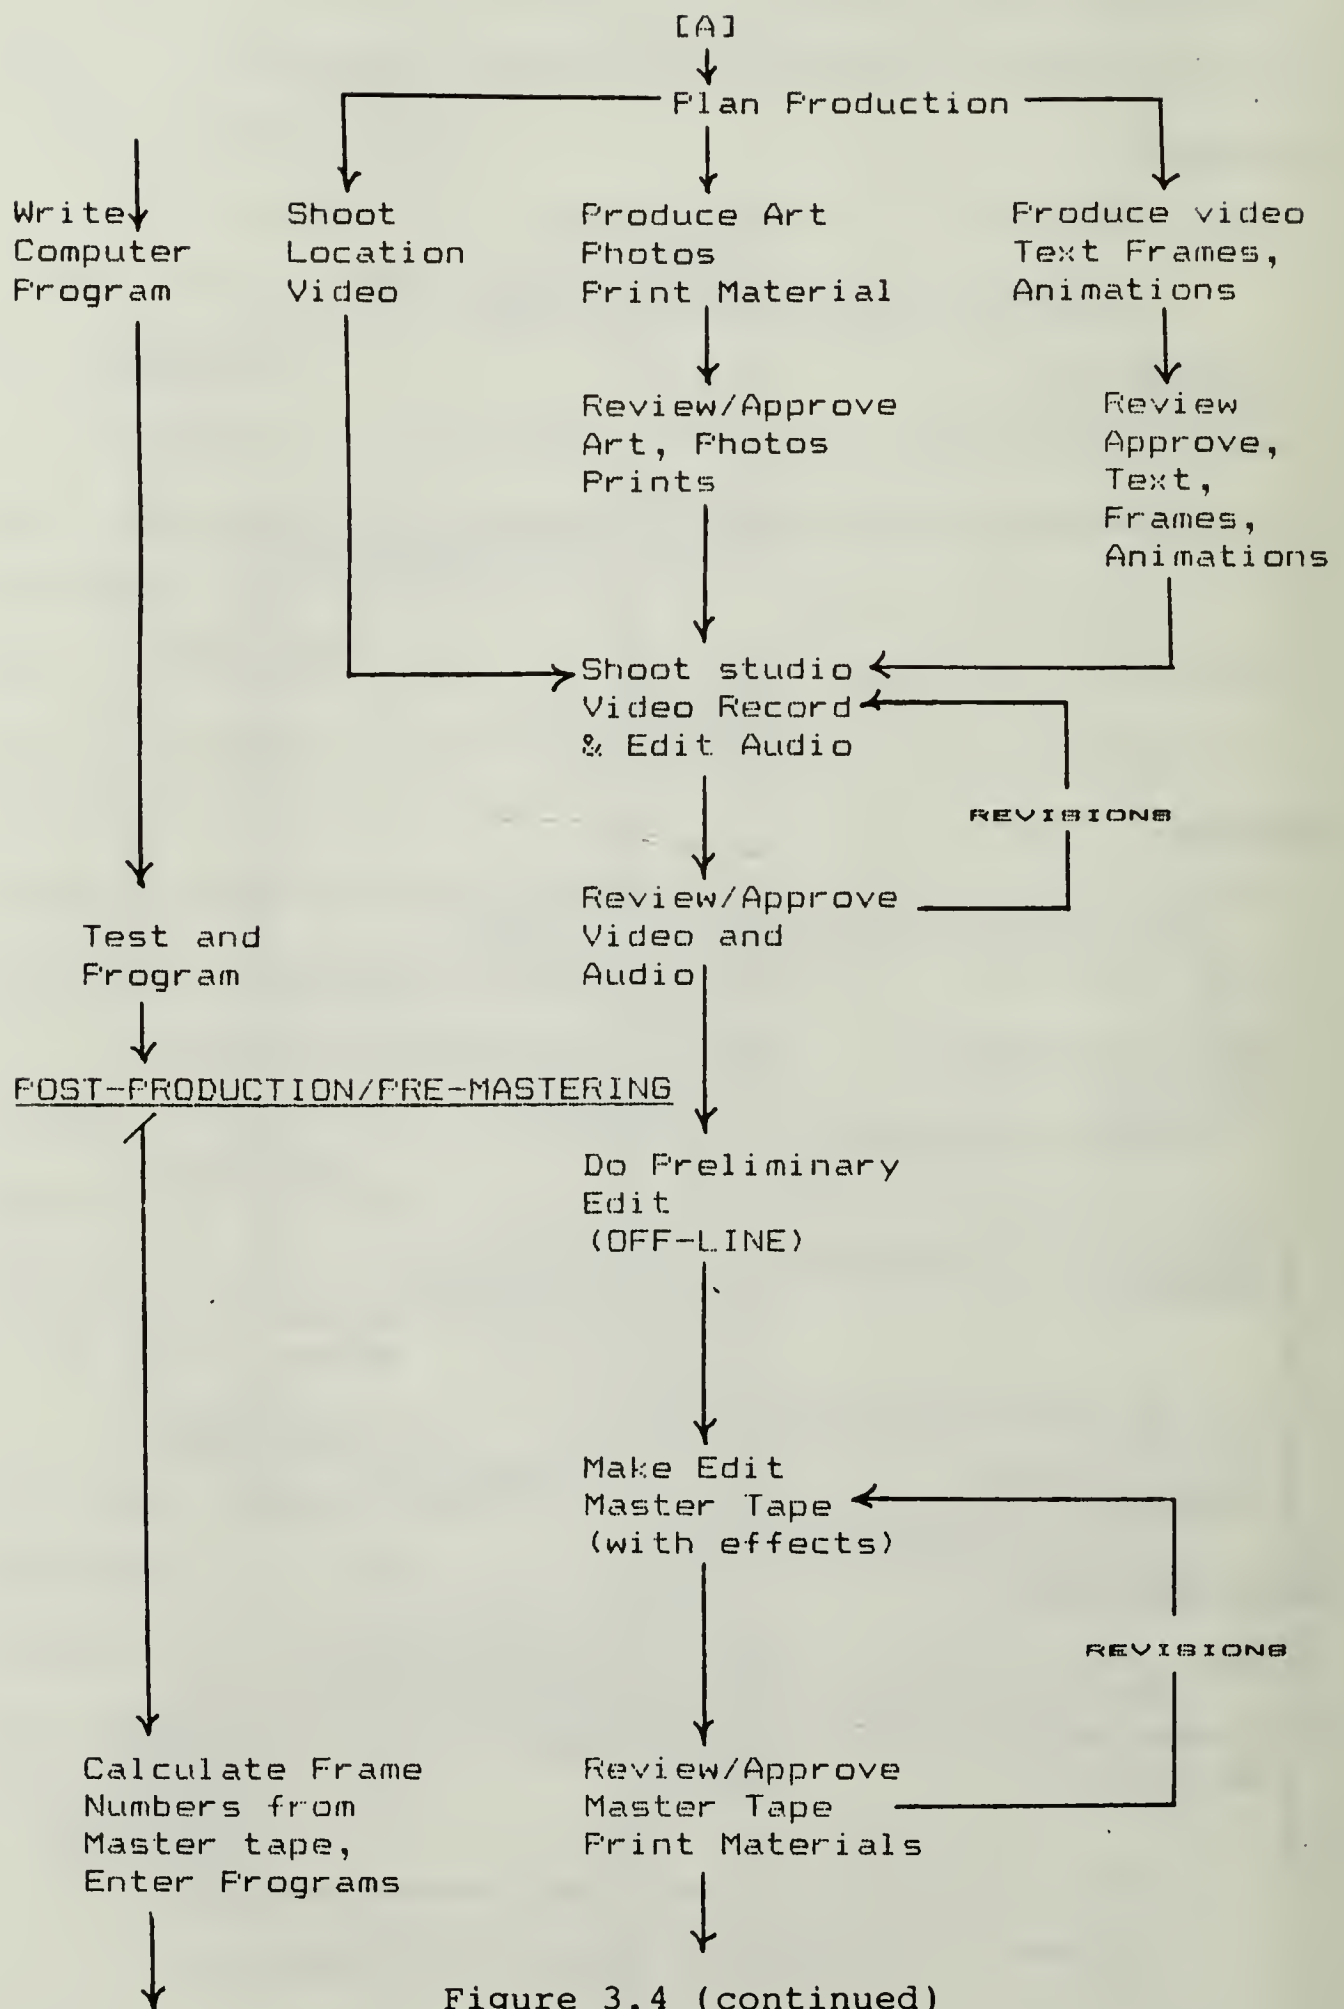 [A]
Plan Production
Write
Computer
Program
Shoot
Location
Video
Produce Art
Photos
Print Material
Produce video
Text Frames,
Animations
Review/Approve
Art, Photos
Prints
Review
Approve,
Text,
Frames,
Animations
Shoot studio
Video Record
& Edit Audio
REVISIONS
Review/Approve
Video and
Audio
Test and
Program
POST-PRODUCTION/PRE-MASTERING
Do Preliminary
Edit
(OFF-LINE)
Make Edit
Master Tape
(with effects)
REVISIONS
Calculate Frame
Numbers from
Master tape,
Enter Programs
Review/Approve
Master Tape
Print Materials
Figure 3.4 (continued)